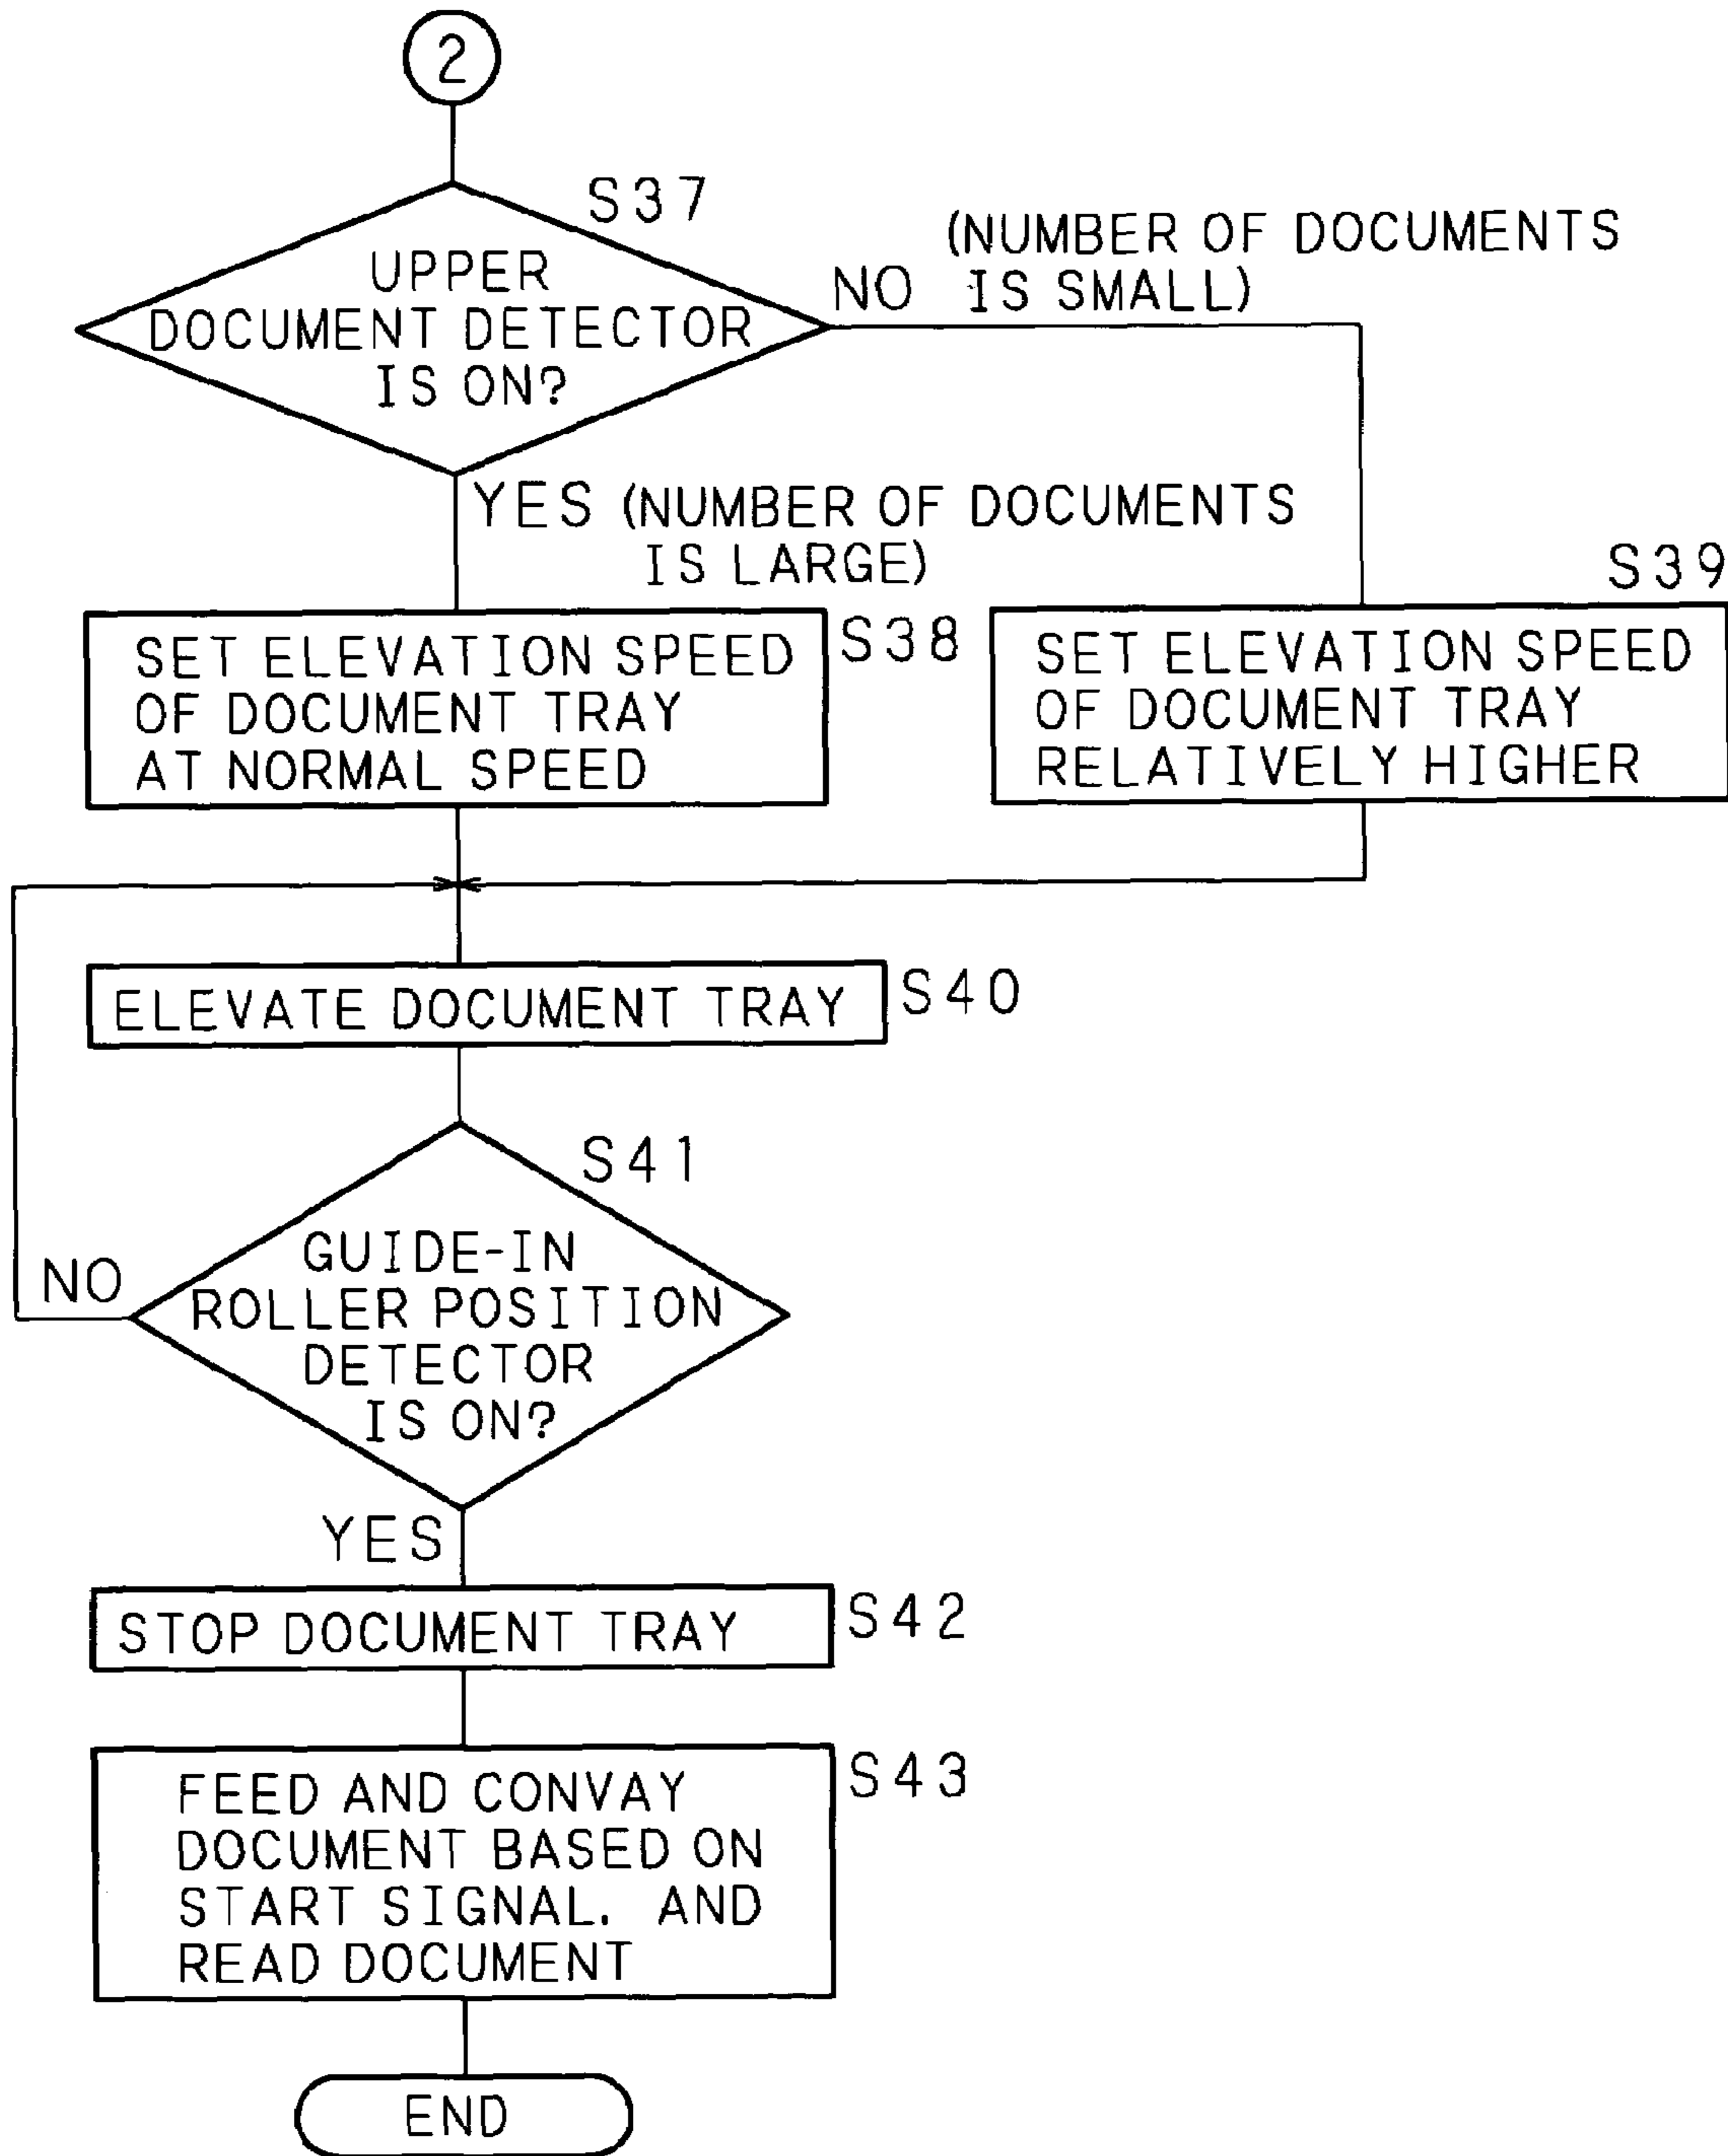 2
S37
UPPER
DOCUMENT DETECTOR
IS ON?
NO
(NUMBER OF DOCUMENTS
IS SMALL)
YES (NUMBER OF DOCUMENTS
IS LARGE)
S38
SET ELEVATION SPEED
OF DOCUMENT TRAY
AT NORMAL SPEED
S39
SET ELEVATION SPEED
OF DOCUMENT TRAY
RELATIVELY HIGHER
ELEVATE DOCUMENT TRAY
S40
S41
GUIDE-IN
ROLLER POSITION
DETECTOR
IS ON?
NO
YES
STOP DOCUMENT TRAY
S42
S43
FEED AND CONVAY
DOCUMENT BASED ON
START SIGNAL. AND
READ DOCUMENT
END